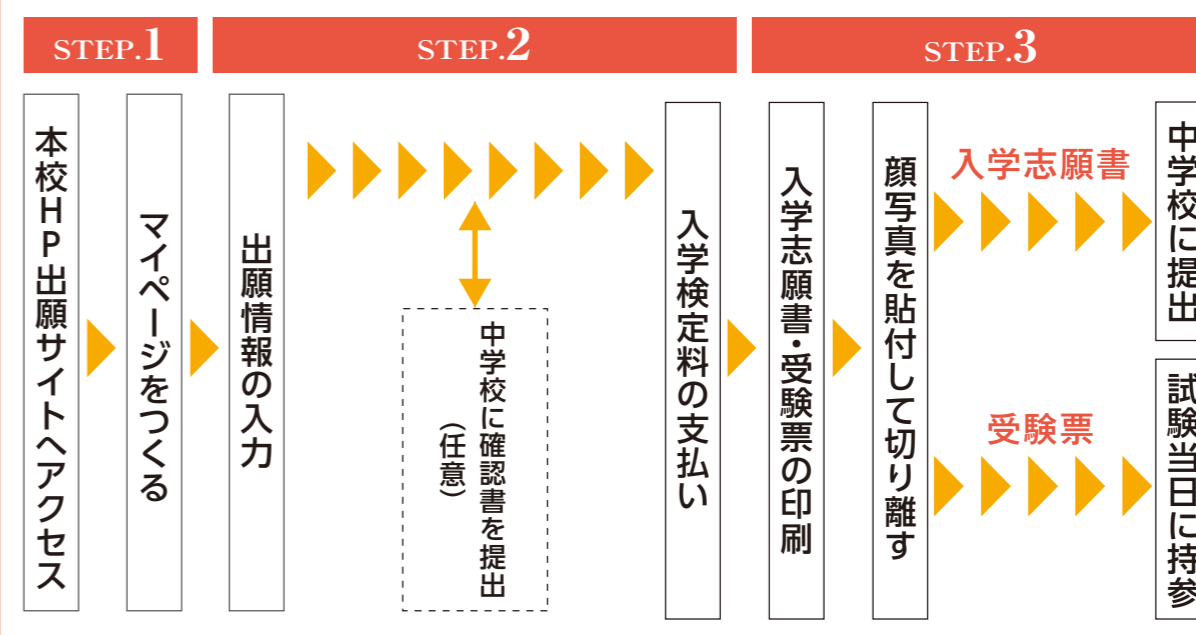 STEP.1
STEP.2
STEP.3
本校HP出願サイトへアクセス
マイページをつくる
出願情報の入力
中学校に確認書を提出
（任意）
入学検定料の支払い
入学志願書・受験票の印刷
顔写真を貼付して切り離す
入学志願書
中学校に提出
受験票
試験当日に持参